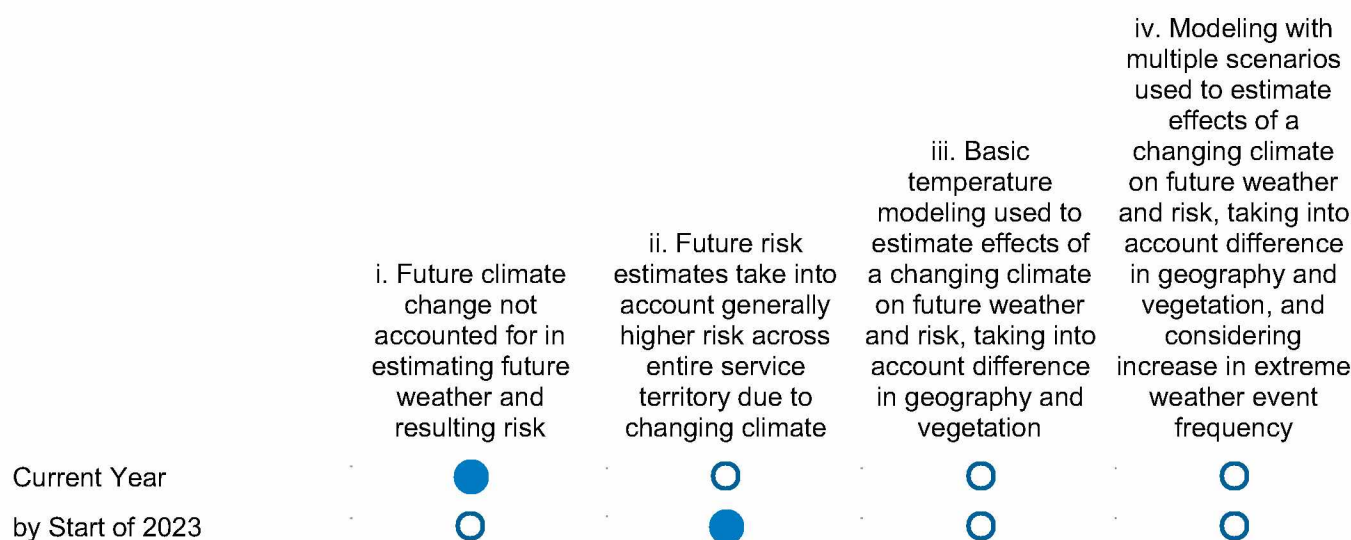 i. Future climate
change not
accounted for in
estimating future
weather and
resulting risk
ii. Future risk
estimates take into
account generally
higher risk across
entire service
territory due to
changing climate
iii. Basic
temperature
modeling used to
estimate effects of
a changing climate
on future weather
and risk, taking into
account difference
in geography and
vegetation
iv. Modeling with
multiple scenarios
used to estimate
effects of a
changing climate
on future weather
and risk, taking into
account difference
in geography and
vegetation, and
considering
increase in extreme
weather event
frequency
Current Year
by Start of 2023